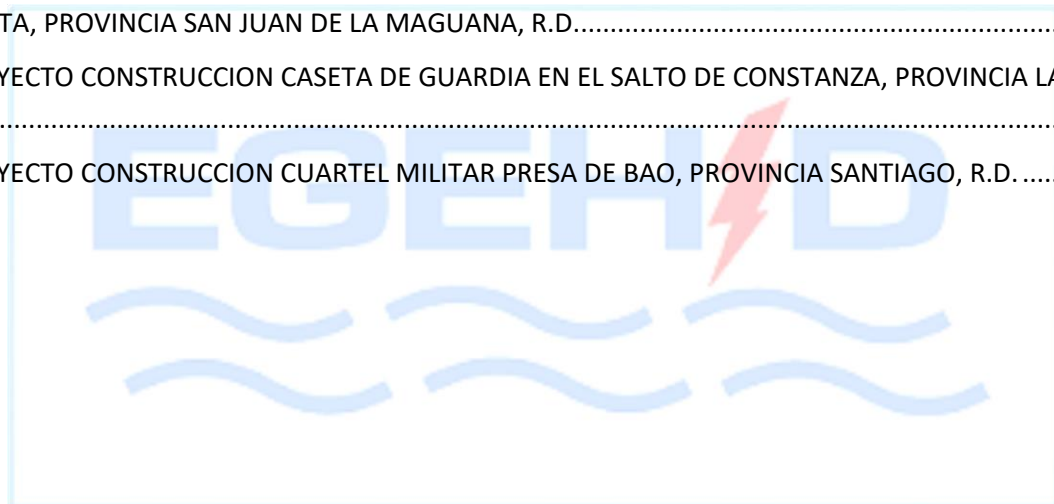 TA, PROVINCIA SAN JUAN DE LA MAGUANA, R.D.....................................................................................
YECTO CONSTRUCCION CASETA DE GUARDIA EN EL SALTO DE CONSTANZA, PROVINCIA LA
..........................................................................................................................................................................
YECTO CONSTRUCCION CUARTEL MILITAR PRESA DE BAO, PROVINCIA SANTIAGO, R.D. .....
EGEHID